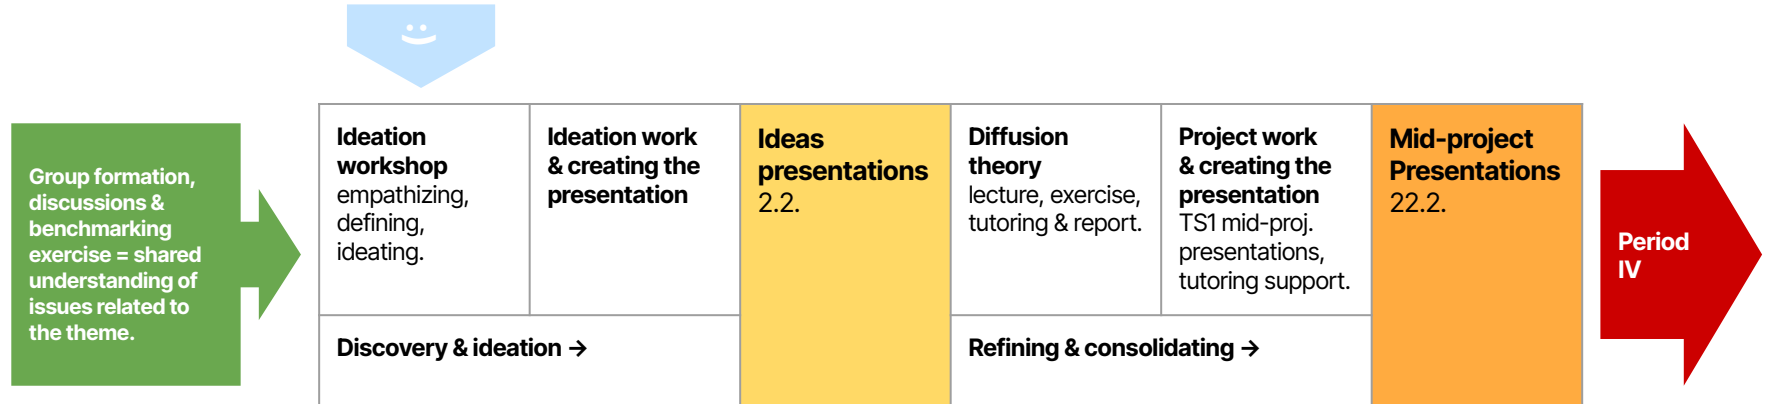 :)
Group formation,
discussions &
benchmarking
exercise = shared
understanding of
issues related to
the theme.
Ideation
workshop
empathizing,
defining,
ideating.
Ideation work
& creating the
presentation
Discovery & ideation →
Ideas
presentations
2.2.
Diffusion
theory
lecture, exercise,
tutoring & report.
Project work
& creating the
presentation
TS1 mid-proj.
presentations,
tutoring support.
Refining & consolidating →
Mid-project
Presentations
22.2.
Period
IV